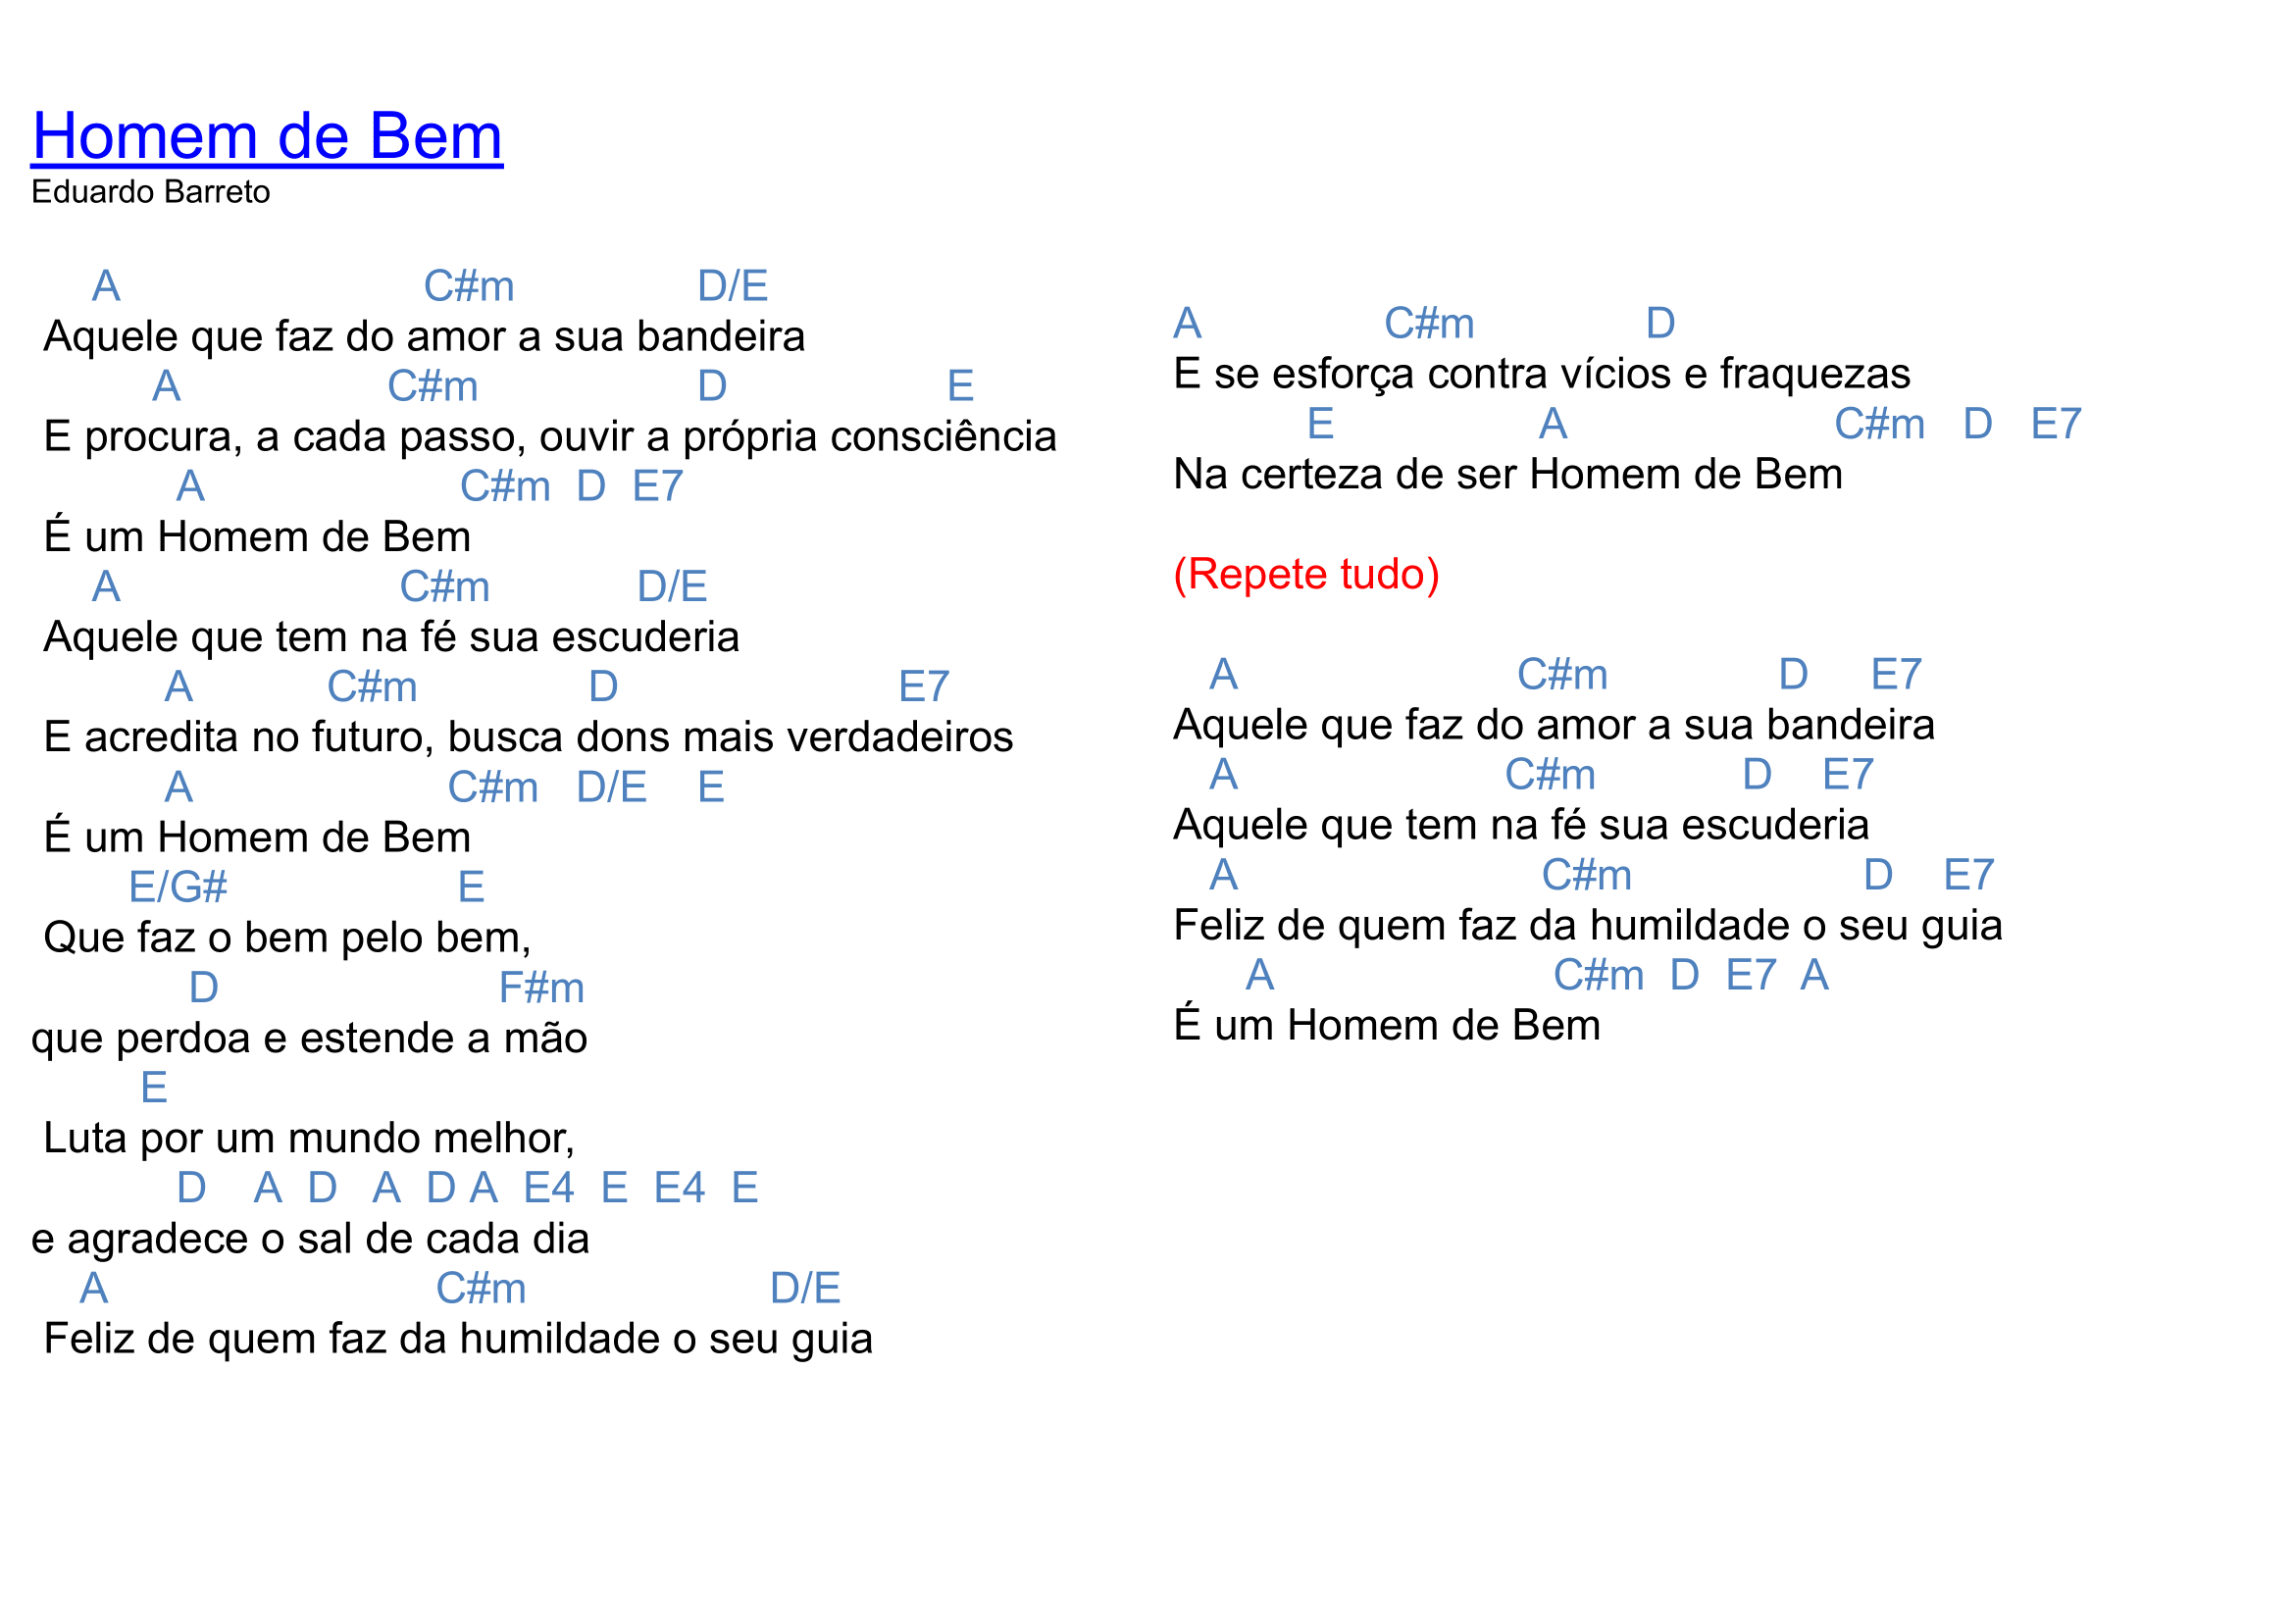 Homem de Bem
Eduardo Barreto
A C#m D/E
Aquele que faz do amor a sua bandeira
A C#m D E
E procura, a cada passo, ouvir a própria consciência
A C#m D E7
É um Homem de Bem
A C#m D/E
Aquele que tem na fé sua escuderia
A C#m D E7
E acredita no futuro, busca dons mais verdadeiros
A C#m D/E E
É um Homem de Bem
E/G# E
Que faz o bem pelo bem,
D F#m
que perdoa e estende a mão
E
Luta por um mundo melhor,
D A D A D A E4 E E4 E
e agradece o sal de cada dia
A C#m D/E
Feliz de quem faz da humildade o seu guia
A C#m D
E se esforça contra vícios e fraquezas
E A C#m D E7
Na certeza de ser Homem de Bem
(Repete tudo)
A C#m D E7
Aquele que faz do amor a sua bandeira
A C#m D E7
Aquele que tem na fé sua escuderia
A C#m D E7
Feliz de quem faz da humildade o seu guia
A C#m D E7 A
É um Homem de Bem